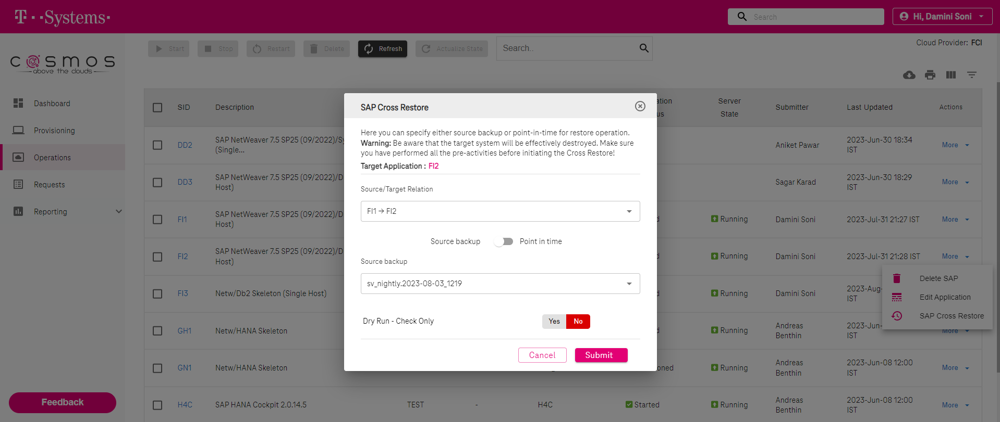 T··Systems·
Search
Hi, Damini Soni
cosmos
above the clouds
Dashboard
Provisioning
Operations
Requests
Reporting
Feedback
Start
Stop
Restart
Delete
Refresh
Actualize State
Search..
Cloud Provider: FCI
SID
Description
Server
State
Submitter
Last Updated
Actions
DD2
SAP NetWeaver 7.5 SP25 (09/2022)/Sy
(Single...
Aniket Pawar
2023-Jun-30 18:34
IST
More
DD3
SAP NetWeaver 7.5 SP25 (09/2022)/D
Host)
Sagar Karad
2023-Jun-30 18:29
IST
More
FI1
SAP NetWeaver 7.5 SP25 (09/2022)/D
Host)
Running
Damini Soni
2023-Jul-31 21:27 IST
More
FI2
SAP NetWeaver 7.5 SP25 (09/2022)/D
Host)
Running
Damini Soni
2023-Jul-31 21:28 IST
More
FI3
Netw/Db2 Skeleton (Single Host)
Running
Damini Soni
2023-Aug-
IST
GH1
Netw/HANA Skeleton
Running
Andreas
Benthin
2023-Jun-
IST
More
GN1
Netw/HANA Skeleton
oned
Running
Andreas
Benthin
2023-Jun-08 12:00
IST
More
H4C
SAP HANA Cockpit 2.0.14.5
TEST
-
H4C
Started
Running
Andreas
Benthin
2023-Jun-08 12:00
IST
More
Delete SAP
Edit Application
SAP Cross Restore
SAP Cross Restore
Here you can specify either source backup or point-in-time for restore operation.
Warning: Be aware that the target system will be effectively destroyed. Make sure
you have performed all the pre-activities before initiating the Cross Restore!
Target Application : FI2
Source/Target Relation
FI1 → FI2
Source backup
Point in time
Source backup
sv_nightly.2023-08-03_1219
Dry Run - Check Only
Yes
No
Cancel
Submit